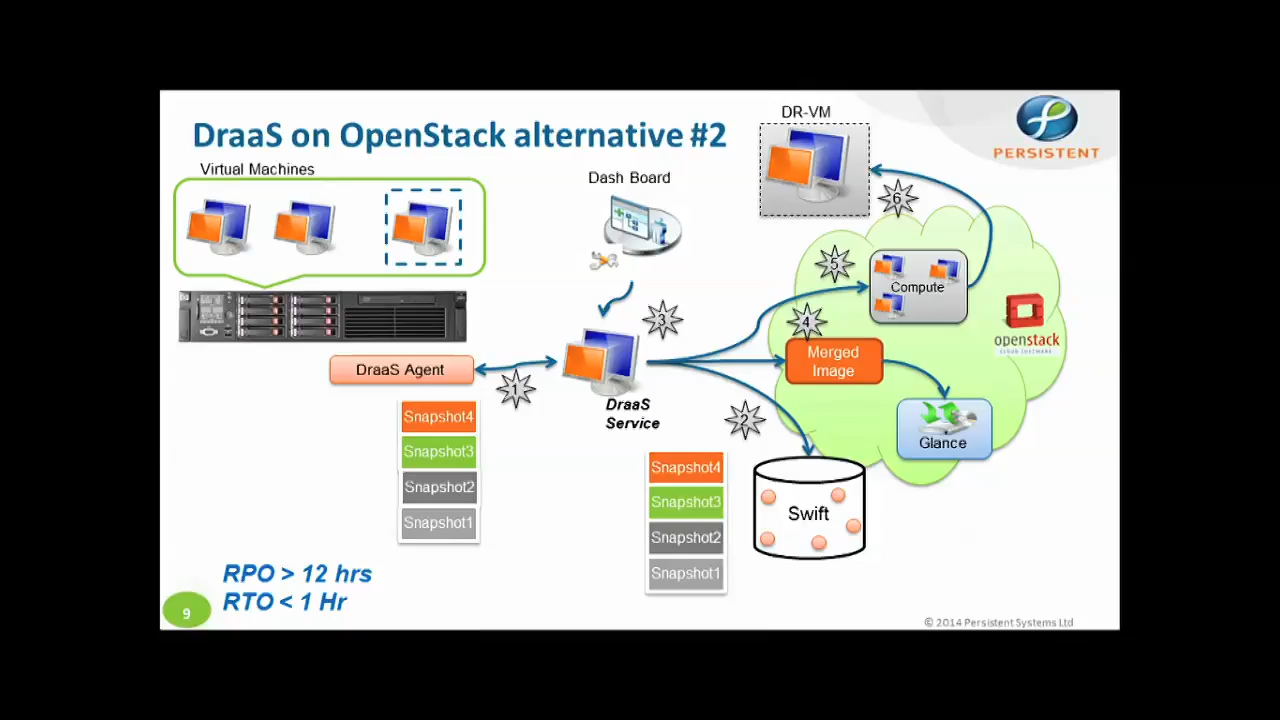 DraaS on OpenStack alternative #2
PERSISTENT
Virtual Machines
Dash Board
DR-VM
6
5
Compute
openstack
CLOUD SOFTWARE
3
4
Merged
Image
DraaS Agent
1
DraaS
Service
2
Glance
Snapshot4
Snapshot3
Snapshot2
Snapshot1
Snapshot4
Snapshot3
Snapshot2
Snapshot1
Swift
RPO > 12 hrs
RTO < 1 Hr
9
© 2014 Persistent Systems Ltd